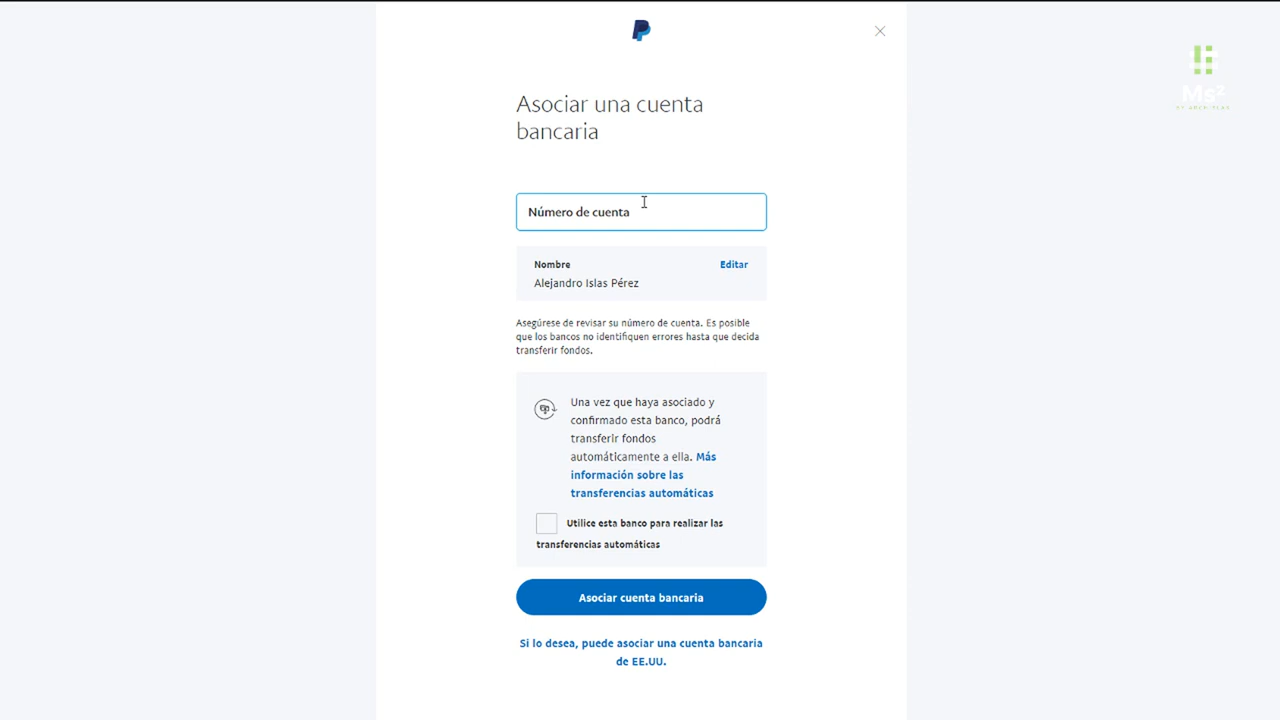 Asociar una cuenta
bancaria
Número de cuenta
Nombre
Editar
Alejandro Islas Pérez
Asegúrese de revisar su número de cuenta. Es posible
que los bancos no identifiquen errores hasta que decida
transferir fondos.
Una vez que haya asociado y
confirmado esta banco, podrá
transferir fondos
automáticamente a ella. Más
información sobre las
transferencias automáticas
Utilice esta banco para realizar las
transferencias automáticas
Asociar cuenta bancaria
Si lo desea, puede asociar una cuenta bancaria
de EE.UU.
Ms²